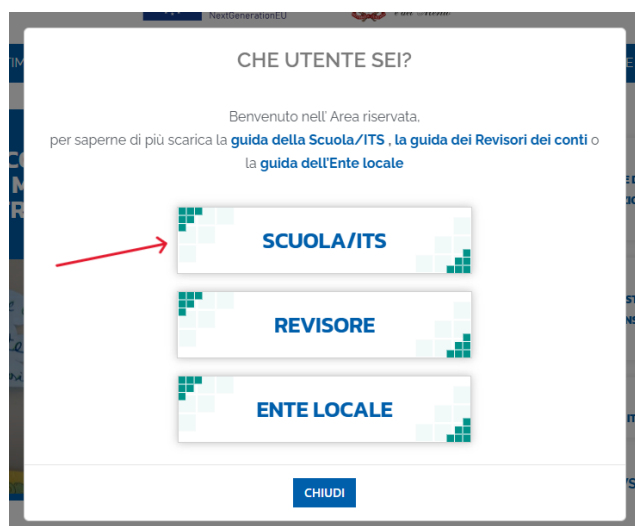 NextGenerationEU
CHE UTENTE SEI?
Benvenuto nell' Area riservata,
per saperne di più scarica la guida della Scuola/ITS , la guida dei Revisori dei conti o
la guida dell'Ente locale
SCUOLA/ITS
REVISORE
ENTE LOCALE
CHIUDI